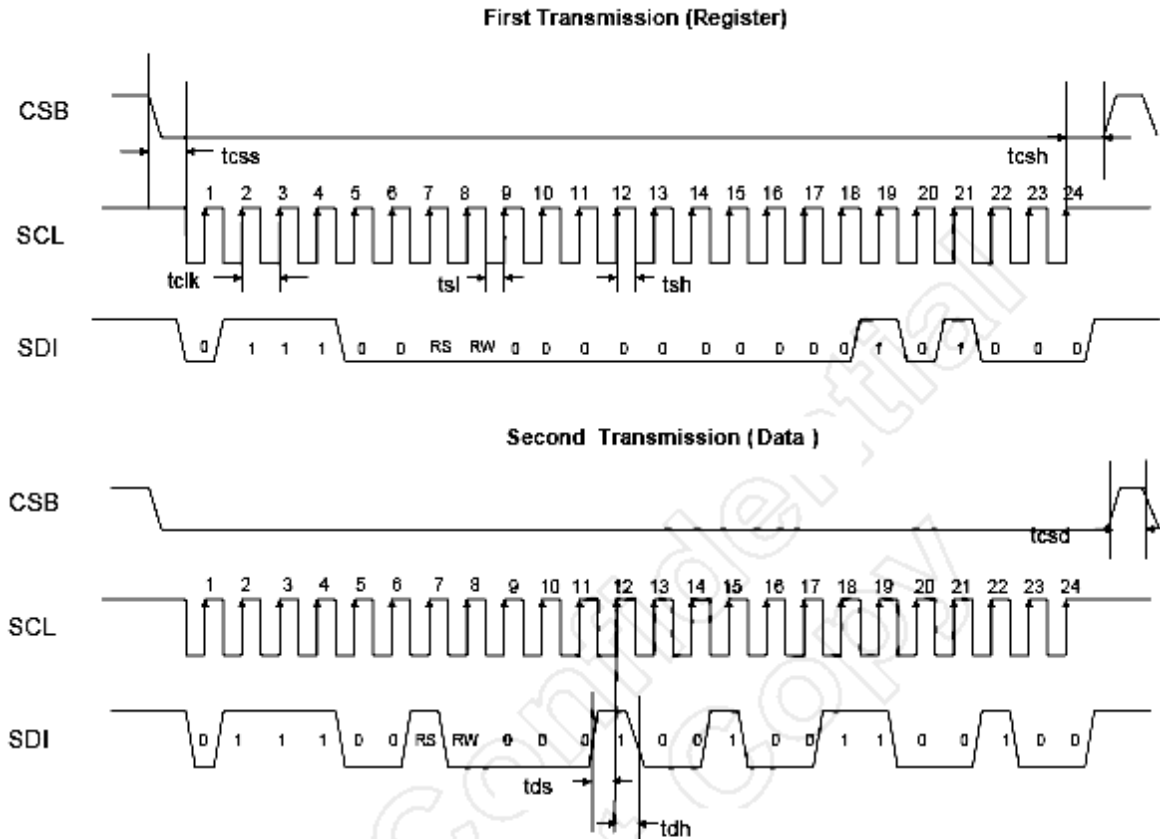 First Transmission (Register)
CSB
tcss
tcsh
1 2 3 4 5 6 7 8 9 10 11 12 13 14 15 16 17 18 19 20 21 22 23 24
SCL
tclk
tsl
tsh
SDI
0 1 1 1 0 0 RS RW 0 0 0 0 0 0 0 0 0 0 1 0 1 0 0 0
Second Transmission (Data )
CSB
tcsd
1 2 3 4 5 6 7 8 9 10 11 12 13 14 15 16 17 18 19 20 21 22 23 24
SCL
SDI
0 1 1 1 0 0 RS RW 0 0 0 1 0 0 1 0 0 1 1 0 0 1 0 0
tds
tdh
Confidential
Copy